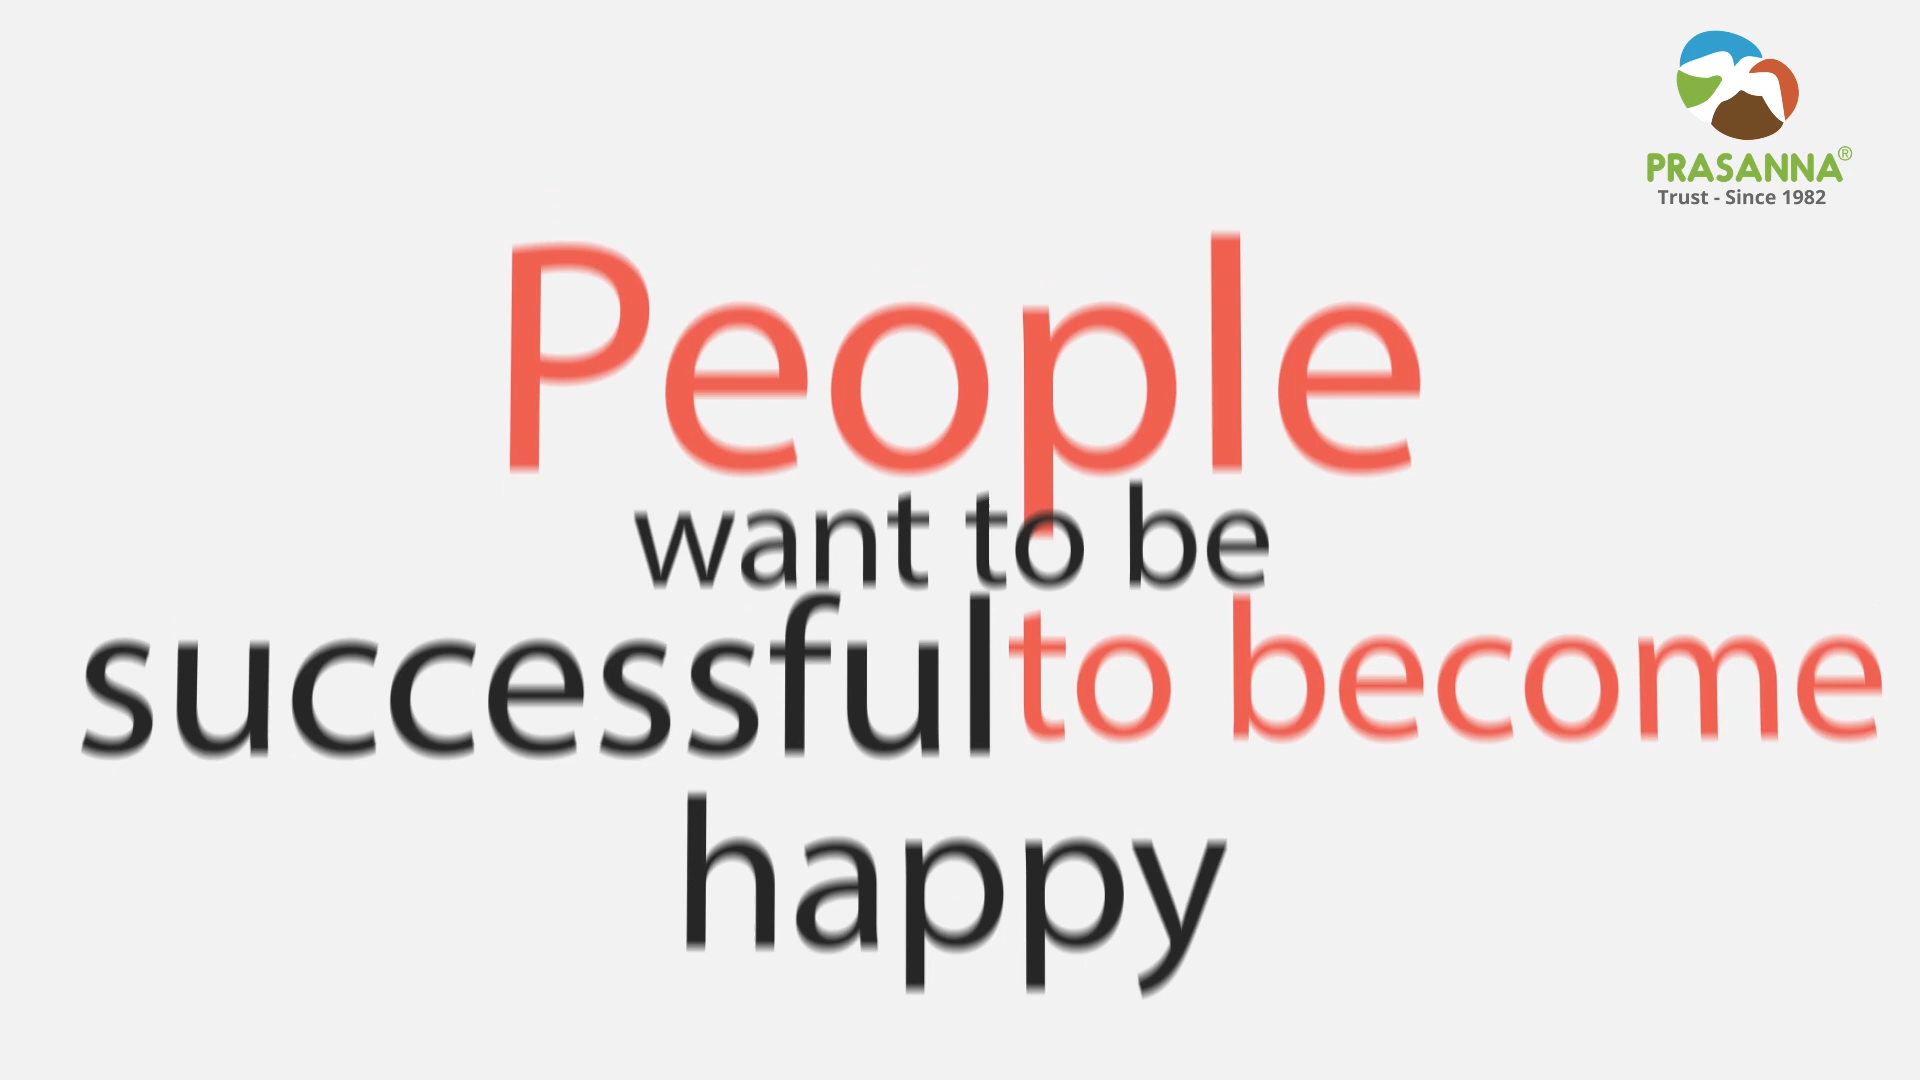 PRASANNA®
Trust - Since 1982
People
want to be
successful to become
happy